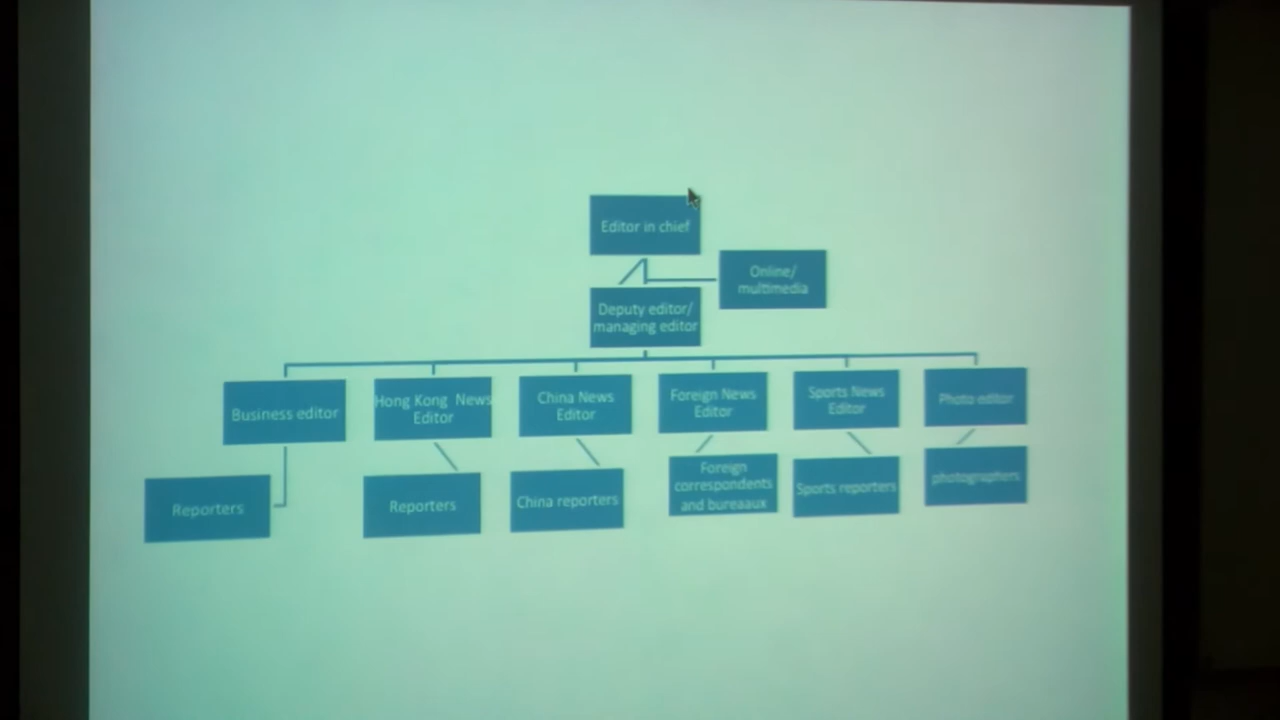 Editor in chief
Online/
multimedia
Deputy editor/
managing editor
Business editor
Hong Kong News
Editor
China News
Editor
Foreign News
Editor
Sports News
Editor
Photo editor
Reporters
Reporters
China reporters
Foreign
correspondents
and bureaaux
Sports reporters
photographers